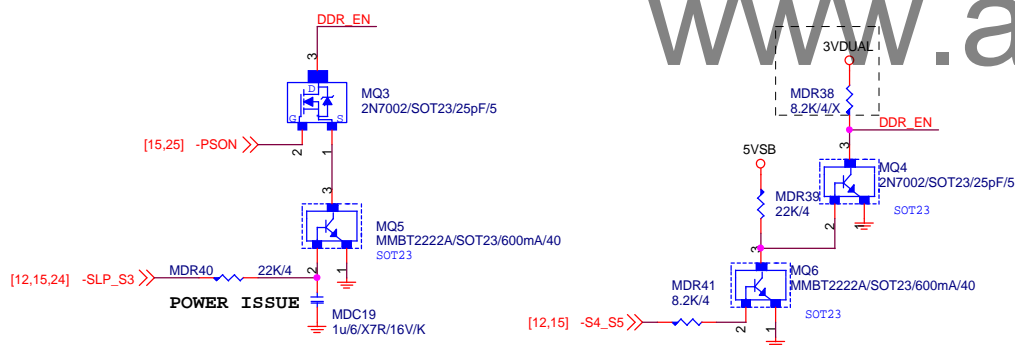 www.a
DDR_EN
3
D
G
S
MQ3
2N7002/SOT23/25pF/5
[15,25] -PSON
2
1
3
MQ5
MMBT2222A/SOT23/600mA/40
SOT23
[12,15,24] -SLP_S3
MDR40 22K/4
2
1
POWER ISSUE
MDC19
1u/6/X7R/16V/K
3VDUAL
MDR38
8.2K/4/X
DDR_EN
3
5VSB
MQ4
2N7002/SOT23/25pF/5
MDR39
22K/4
SOT23
2
1
3
MQ6
MMBT2222A/SOT23/600mA/40
MDR41
8.2K/4
SOT23
[12,15] -S4_S5
2
1